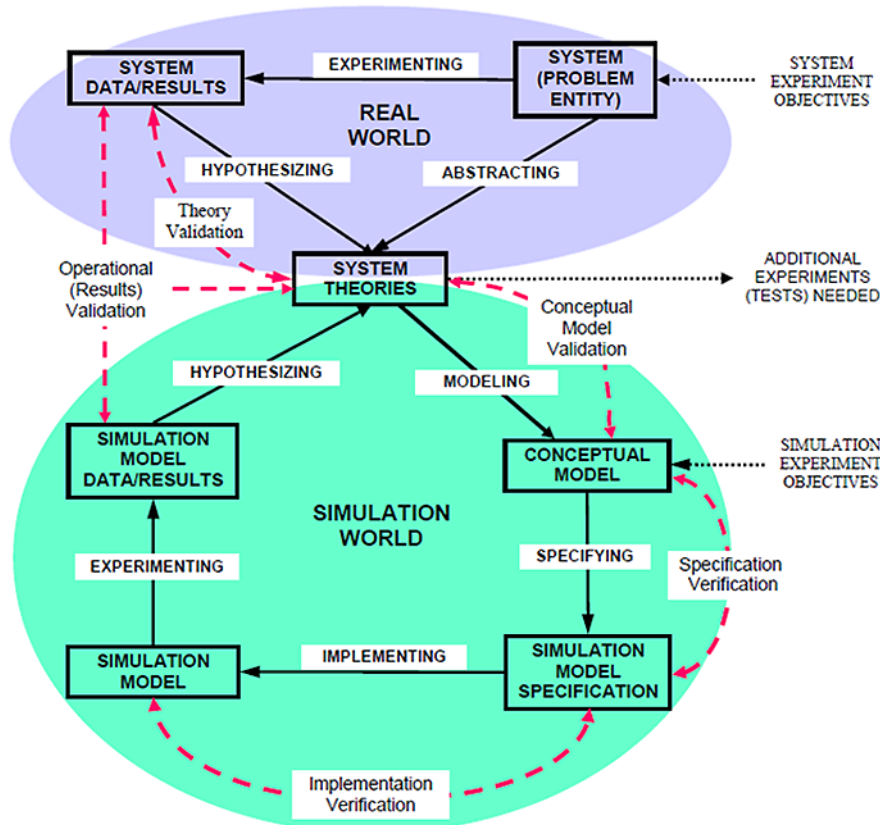 SYSTEM
DATA/RESULTS
EXPERIMENTING
SYSTEM
(PROBLEM
ENTITY)
SYSTEM
EXPERIMENT
OBJECTIVES
REAL
WORLD
HYPOTHESIZING
ABSTRACTING
Theory
Validation
Operational
(Results)
Validation
SYSTEM
THEORIES
ADDITIONAL
EXPERIMENTS
(TESTS) NEEDED
Conceptual
Model
Validation
HYPOTHESIZING
MODELING
SIMULATION
MODEL
DATA/RESULTS
CONCEPTUAL
MODEL
SIMULATION
EXPERIMENT
OBJECTIVES
SIMULATION
WORLD
EXPERIMENTING
SPECIFYING
Specification
Verification
SIMULATION
MODEL
IMPLEMENTING
SIMULATION
MODEL
SPECIFICATION
Implementation
Verification